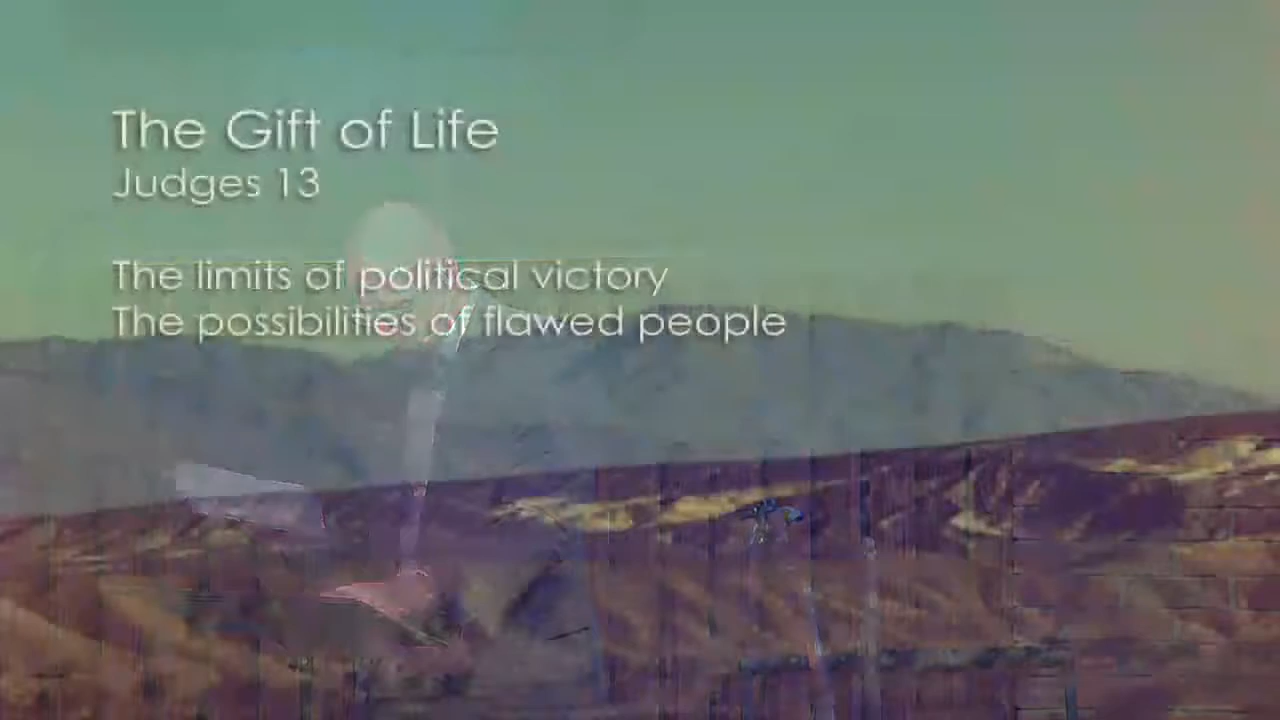 The Gift of Life
Judges 13
The limits of political victory
The possibilities of flawed people